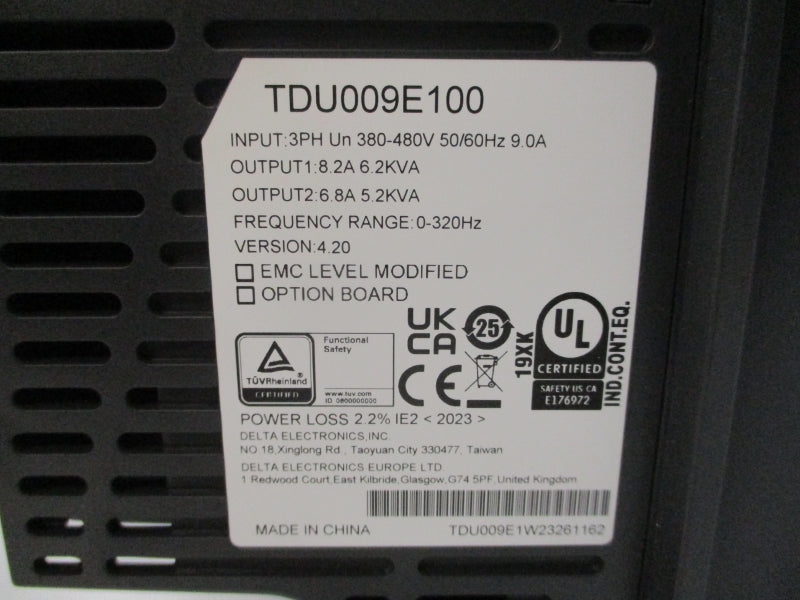 TDU009E100
INPUT:3PH Un 380-480V 50/60Hz 9.0A
OUTPUT1:8.2A 6.2KVA
OUTPUT2:6.8A 5.2KVA
FREQUENCY RANGE:0-320Hz
VERSION:4.20
EMC LEVEL MODIFIED
OPTION BOARD
TÜVRheinland
®
CERTIFIED
Functional
Safety
www.tuv.com
ID 0600000000
UK
CA
25
CE
19XK
UL
CERTIFIED
SAFETY US CA
E176972
IND.CONT.EQ.
POWER LOSS 2.2% IE2 < 2023 >
DELTA ELECTRONICS,INC.
NO 18,Xinglong Rd., Taoyuan City 330477, Taiwan
DELTA ELECTRONICS EUROPE LTD.
1 Redwood Court,East Kilbride,Glasgow,G74 5PF,United Kingdom
MADE IN CHINA
TDU009E1W23261162